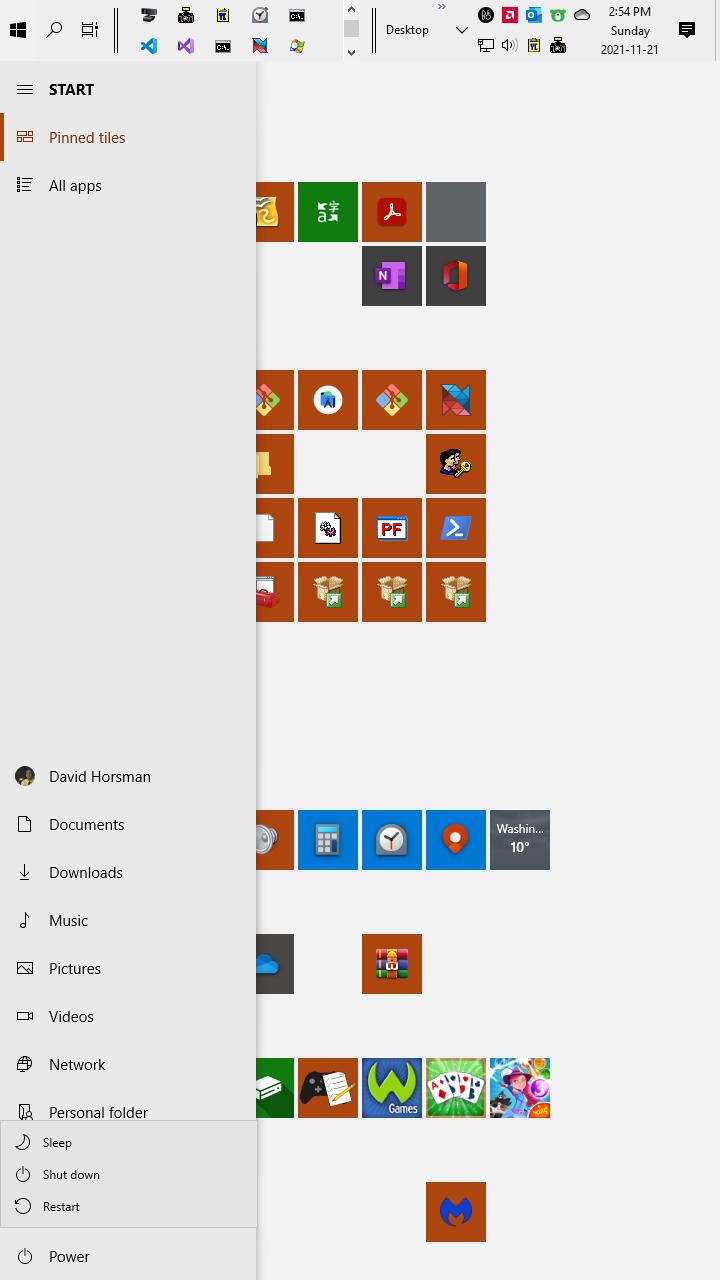 Desktop
2:54 PM
Sunday
2021-11-21
START
Pinned tiles
All apps
PF
Washin...
10°
David Horsman
Documents
Downloads
Music
Pictures
Videos
Network
Games
Personal folder
Sleep
Shut down
Restart
Power